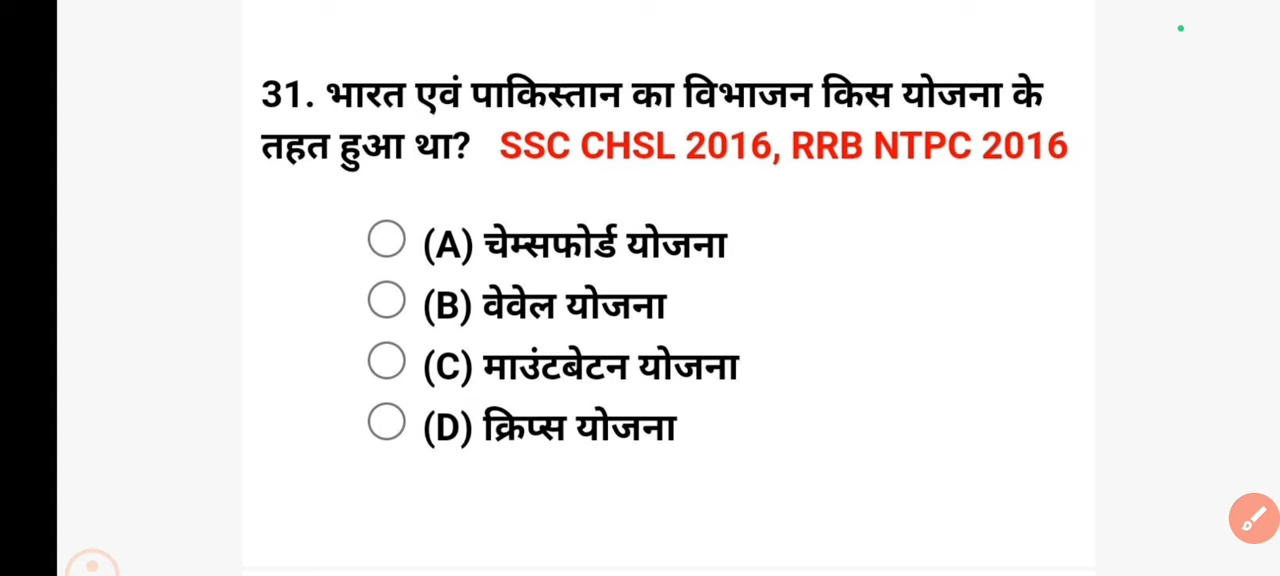 31. भारत एवं पाकिस्तान का विभाजन किस योजना के
तहत हुआ था? SSC CHSL 2016, RRB NTPC 2016
(A) चेम्सफोर्ड योजना
(B) वेवेल योजना
(C) माउंटबेटन योजना
(D) क्रिप्स योजना